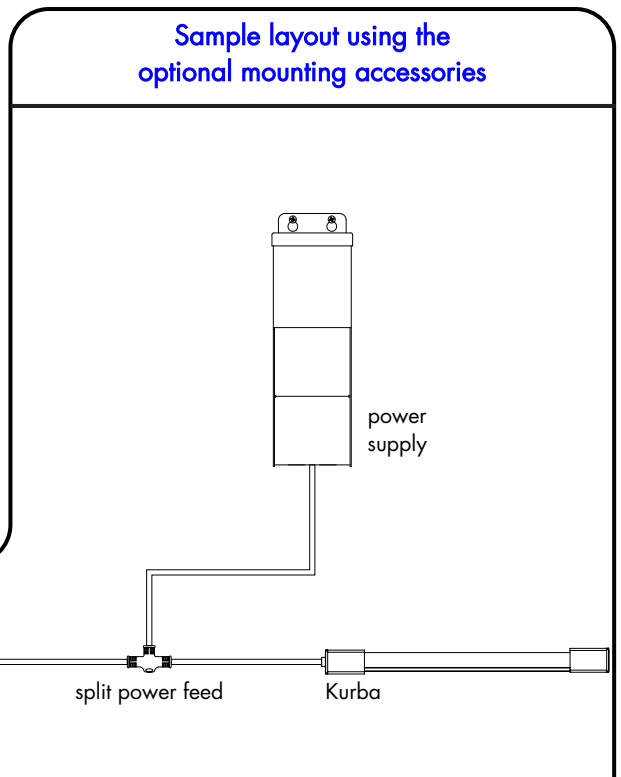 Sample layout using the
optional mounting accessories
power
supply
split power feed
Kurba